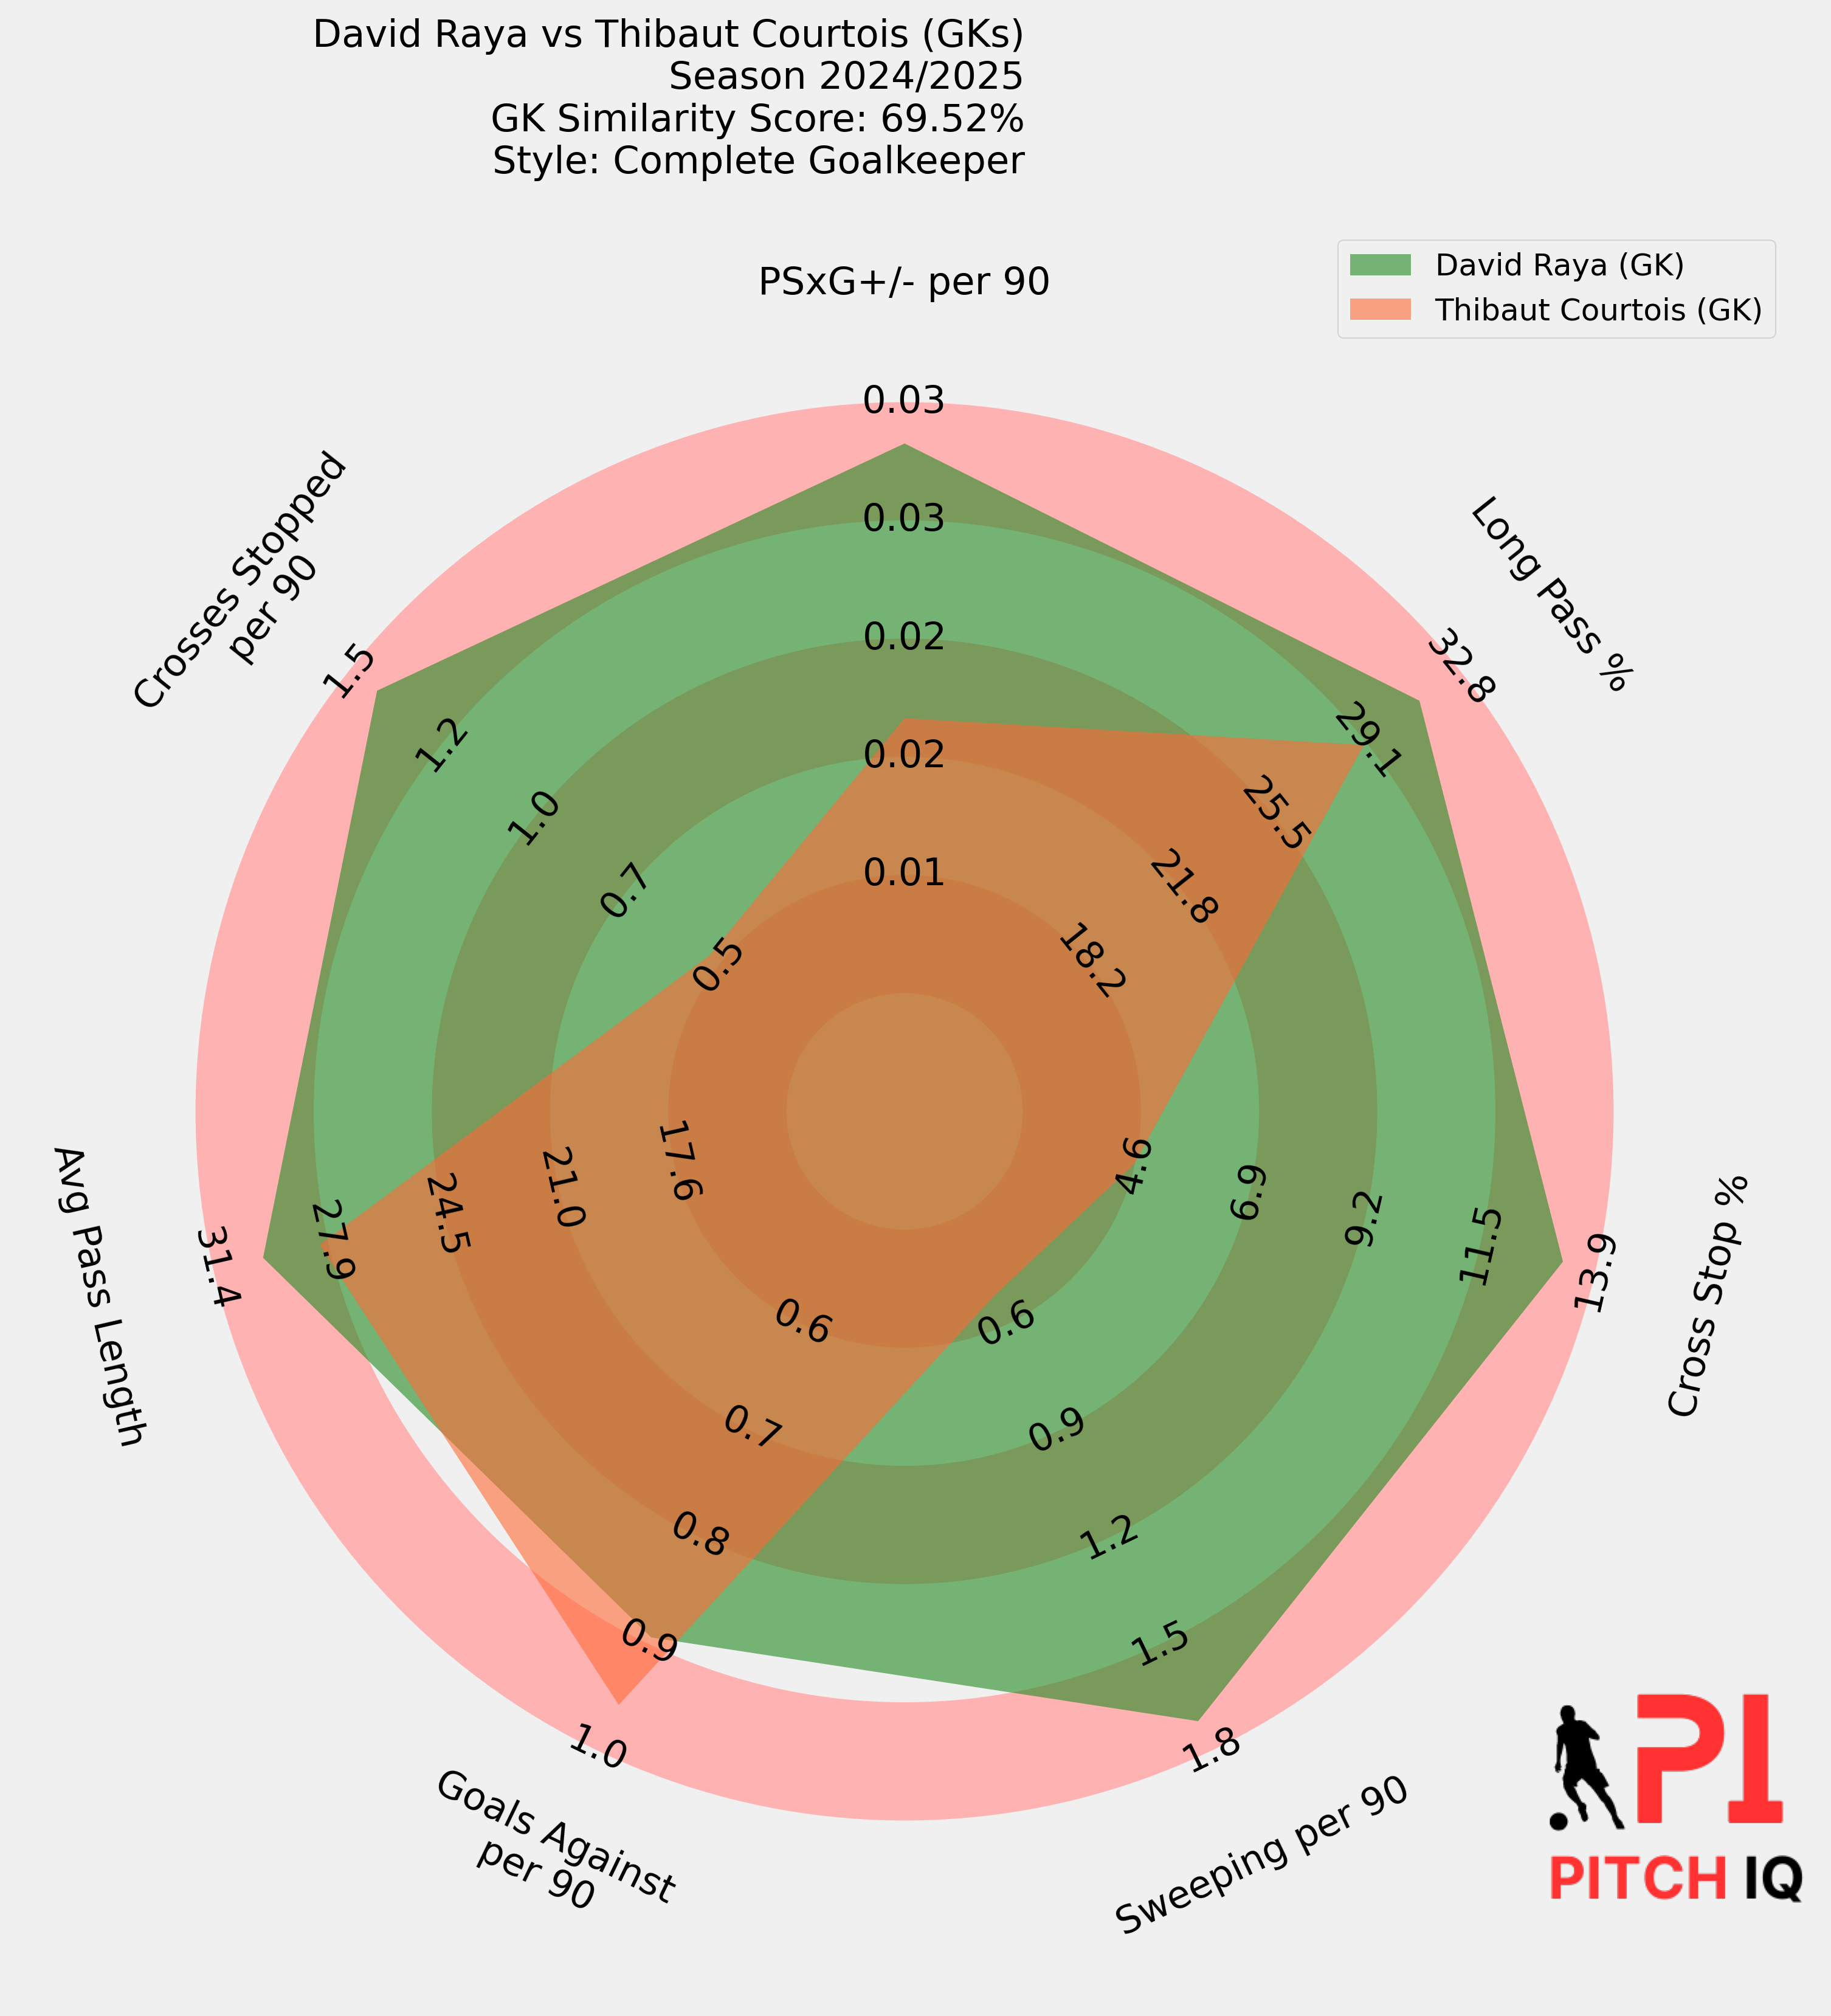 David Raya vs Thibaut Courtois (GKs)
Season 2024/2025
GK Similarity Score: 69.52%
Style: Complete Goalkeeper
David Raya (GK)
Thibaut Courtois (GK)
PSxG+/- per 90
0.03
0.03
0.02
0.02
0.01
Long Pass %
32.8
29.1
25.5
21.8
18.2
Cross Stop %
13.9
11.5
9.2
6.9
4.6
Sweeping per 90
1.8
1.5
1.2
0.9
0.6
Goals Against
per 90
1.0
0.9
0.8
0.7
0.6
Avg Pass Length
31.4
27.9
24.5
21.0
17.6
Crosses Stopped
per 90
1.5
1.2
1.0
0.7
0.5
PI
PITCH IQ